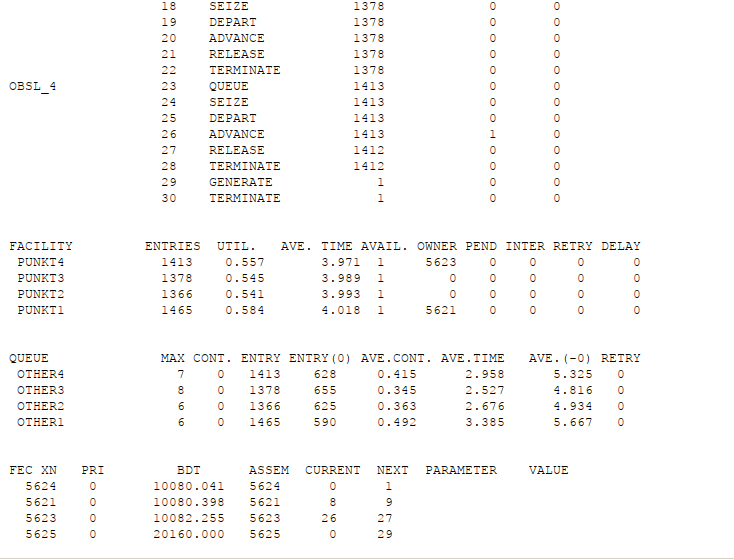 18 SEIZE 1378 0 0
19 DEPART 1378 0 0
20 ADVANCE 1378 0 0
21 RELEASE 1378 0 0
22 TERMINATE 1378 0 0
OBSL_4 23 QUEUE 1413 0 0
24 SEIZE 1413 0 0
25 DEPART 1413 0 0
26 ADVANCE 1413 1 0
27 RELEASE 1412 0 0
28 TERMINATE 1412 0 0
29 GENERATE 1 0 0
30 TERMINATE 1 0 0
FACILITY ENTRIES UTIL. AVE. TIME AVAIL. OWNER PEND INTER RETRY DELAY
PUNKT4 1413 0.557 3.971 1 5623 0 0 0 0
PUNKT3 1378 0.545 3.989 1 0 0 0 0 0
PUNKT2 1366 0.541 3.993 1 0 0 0 0 0
PUNKT1 1465 0.584 4.018 1 5621 0 0 0 0
QUEUE MAX CONT. ENTRY ENTRY(0) AVE.CONT. AVE.TIME AVE.(-0) RETRY
OTHER4 7 0 1413 628 0.415 2.958 5.325 0
OTHER3 8 0 1378 655 0.345 2.527 4.816 0
OTHER2 6 0 1366 625 0.363 2.676 4.934 0
OTHER1 6 0 1465 590 0.492 3.385 5.667 0
FEC XN PRI BDT ASSEM CURRENT NEXT PARAMETER VALUE
5624 0 10080.041 5624 0 1
5621 0 10080.398 5621 8 9
5623 0 10082.255 5623 26 27
5625 0 20160.000 5625 0 29